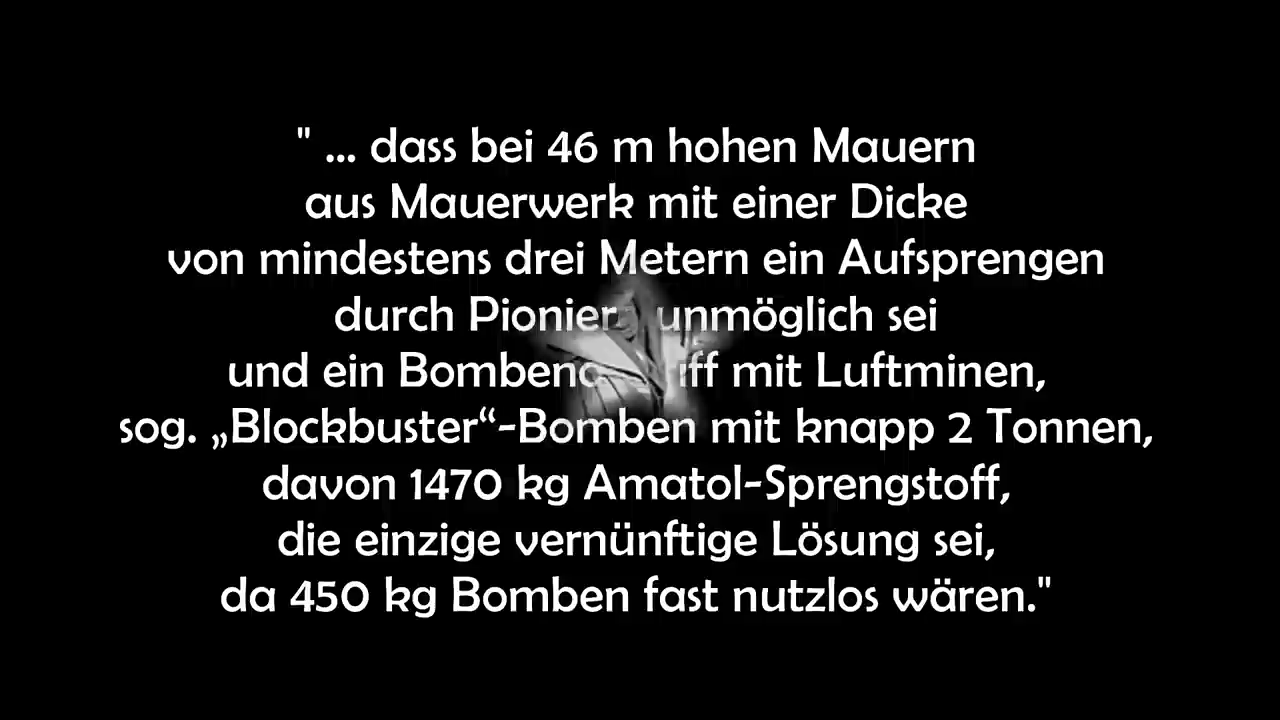 " ... dass bei 46 m hohen Mauern
aus Mauerwerk mit einer Dicke
von mindestens drei Metern ein Aufsprengen
durch Pioniere unmöglich sei
und ein Bombenangriff mit Luftminen,
sog. „Blockbuster“-Bomben mit knapp 2 Tonnen,
davon 1470 kg Amatol-Sprengstoff,
die einzige vernünftige Lösung sei,
da 450 kg Bomben fast nutzlos wären."